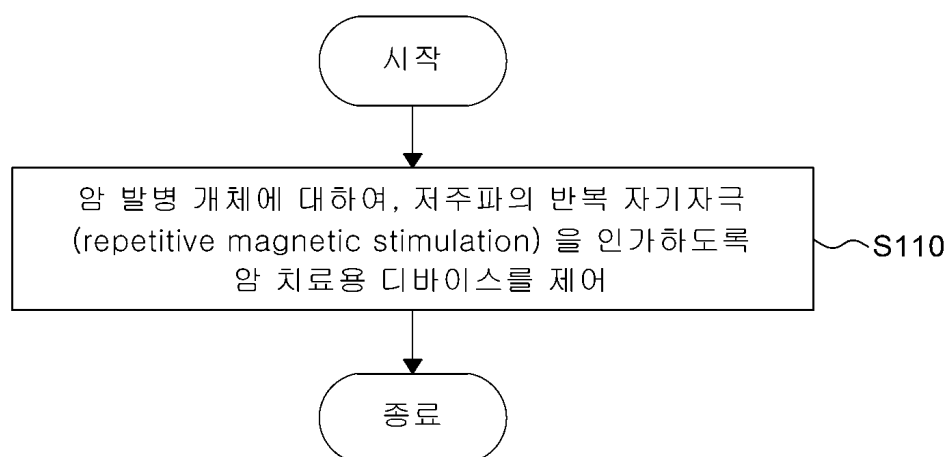 시작
암 발병 개체에 대하여, 저주파의 반복 자기자극
(repetitive magnetic stimulation) 을 인가하도록
암 치료용 디바이스를 제어
S110
종료